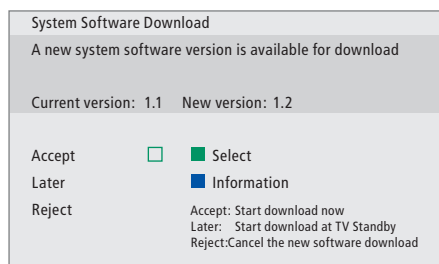 System Software Download
A new system software version is available for download
Current version: 1.1 New version: 1.2
Accept Select
Later Information
Reject
Accept: Start download now
Later: Start download at TV Standby
Reject:Cancel the new software download